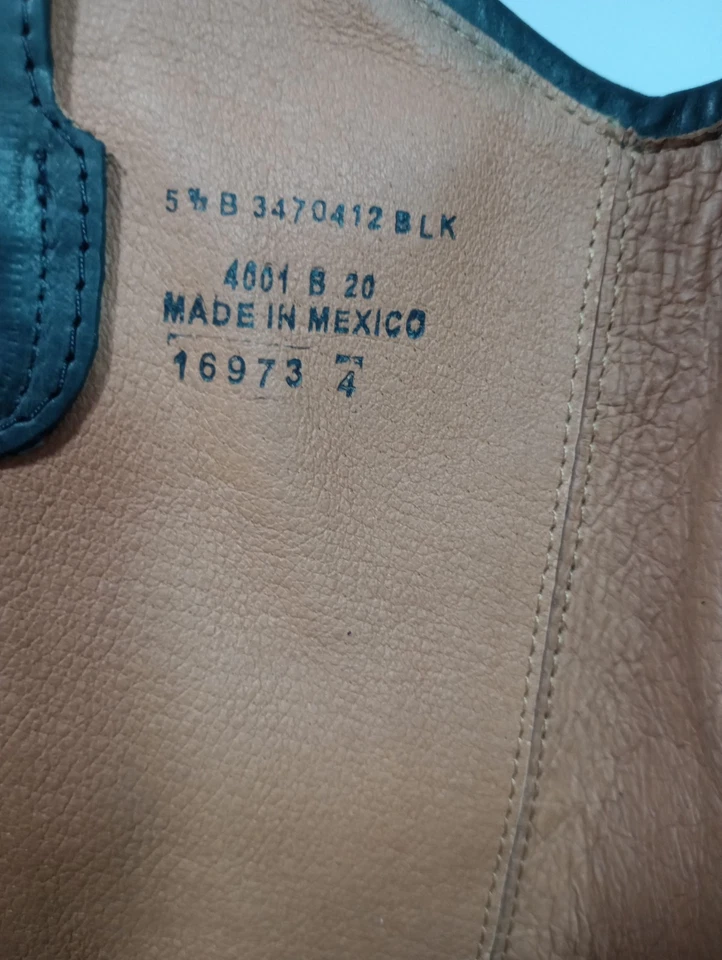 5½ B 3470412 BLK
4601 B 20
MADE IN MEXICO
16973 4